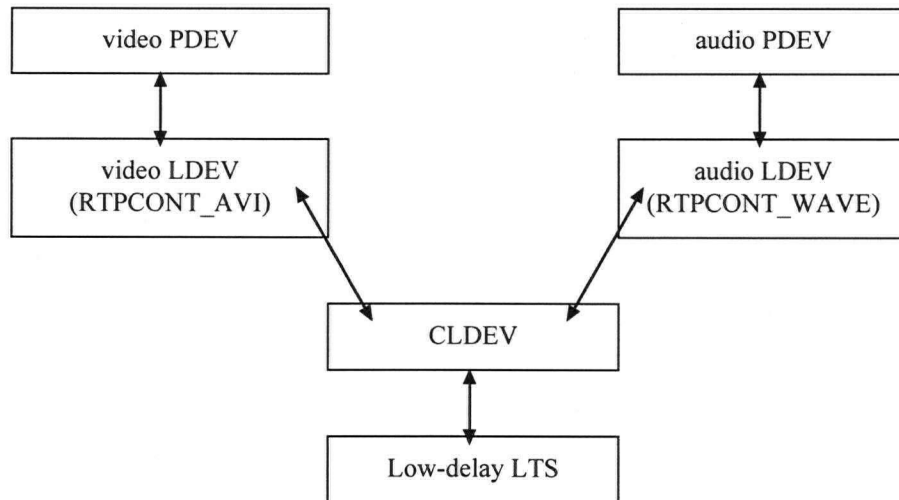 video PDEV
audio PDEV
video LDEV
(RTPCONT_AVI)
audio LDEV
(RTPCONT_WAVE)
CLDEV
Low-delay LTS